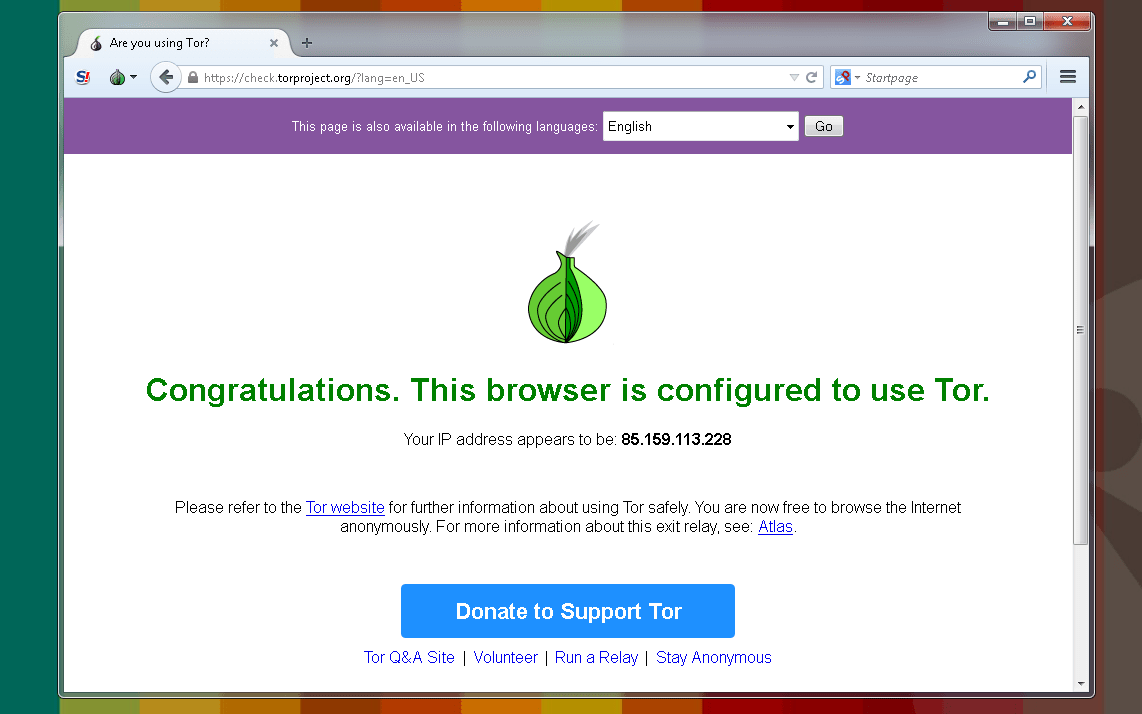 Are you using Tor?
S!
https://check.torproject.org/?lang=en_US
Startpage
This page is also available in the following languages: English Go
Congratulations. This browser is configured to use Tor.
Your IP address appears to be: 85.159.113.228
Please refer to the Tor website for further information about using Tor safely. You are now free to browse the Internet
anonymously. For more information about this exit relay, see: Atlas.
Donate to Support Tor
Tor Q&A Site | Volunteer | Run a Relay | Stay Anonymous